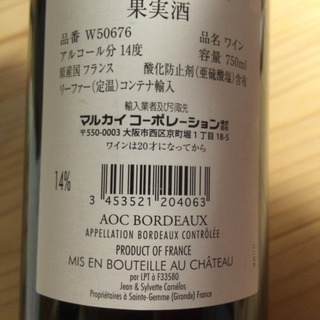 果実酒
品番 W50676 品名 ワイン
アルコール分 14度 容量 750ml
原産国 フランス 酸化防止剤(亜硫酸塩)含有
リーファー(定温)コンテナ輸入
輸入業者及び引取先
マルカイ コーポレーション 株式会社
〒550-0003 大阪市西区京町堀1丁目18-5
ワインは20才になってから
14%
3 453521 204063
AOC BORDEAUX
APPELLATION BORDEAUX CONTRÔLÉE
PRODUCT OF FRANCE
MIS EN BOUTEILLE AU CHÂTEAU
par LPT à F33580
Jean & Sylvette Carnélos
Propriétaires à Sainte-Gemme (Gironde) France